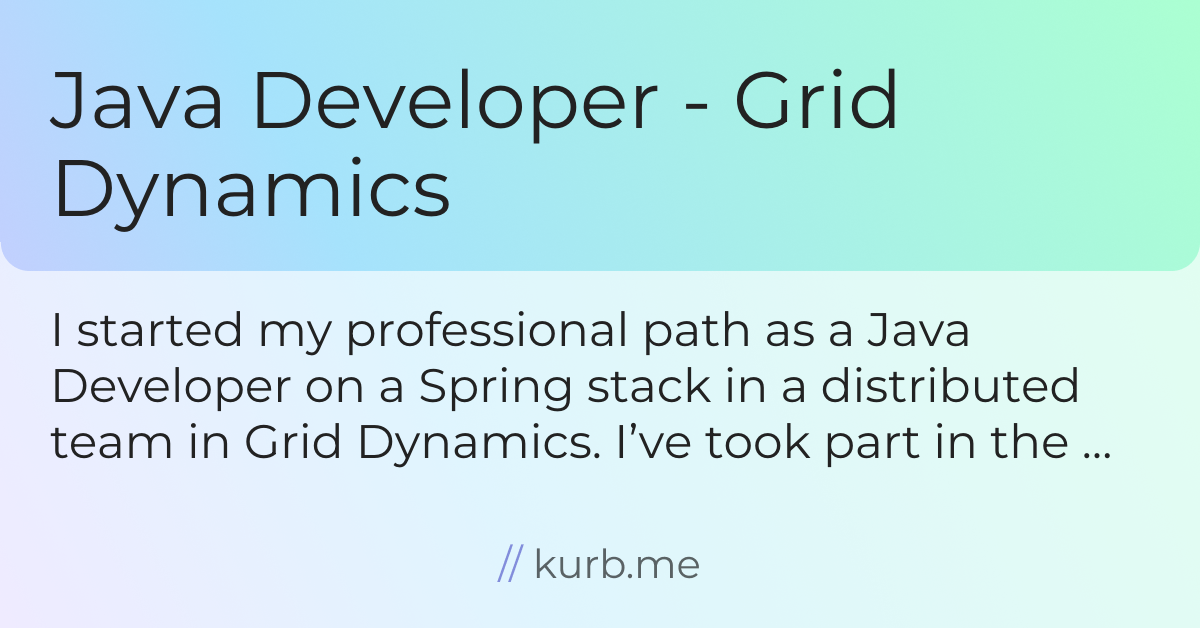 Java Developer - Grid
Dynamics
I started my professional path as a Java
Developer on a Spring stack in a distributed
team in Grid Dynamics. I’ve took part in the ...
// kurb.me